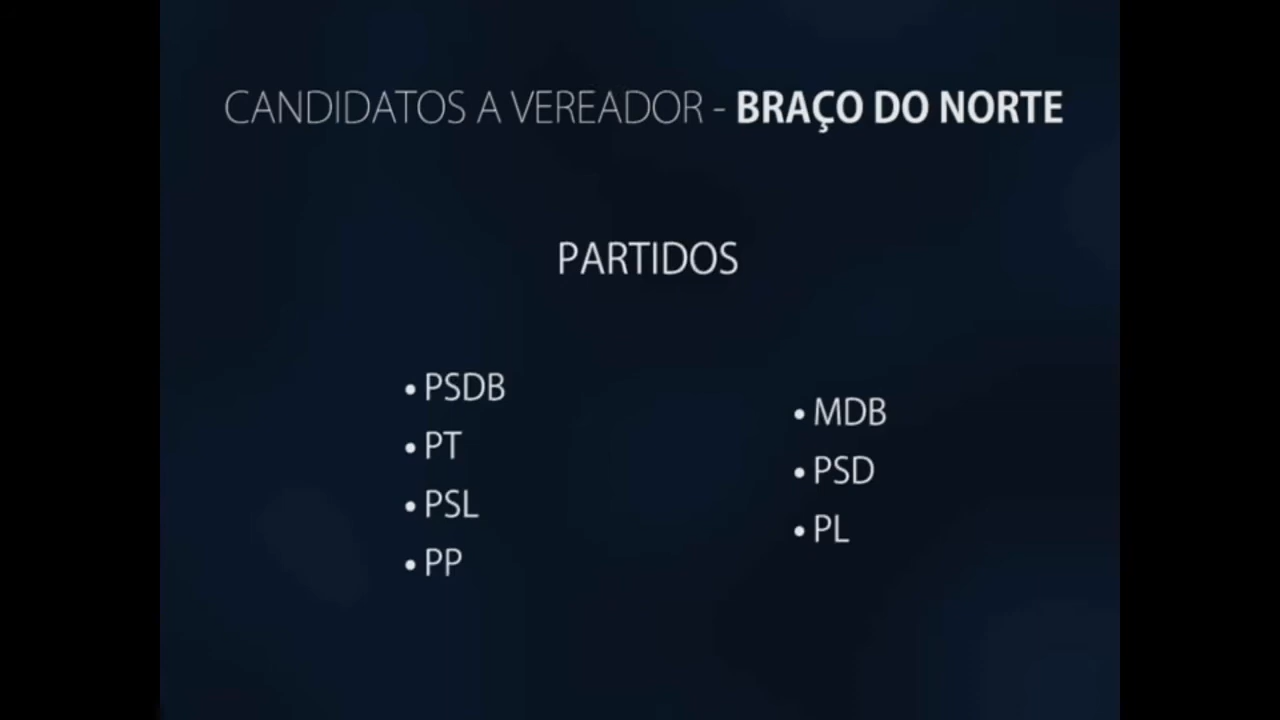 CANDIDATOS A VEREADOR - BRAÇO DO NORTE
PARTIDOS
• PSDB
• PT
• PSL
• PP
• MDB
• PSD
• PL